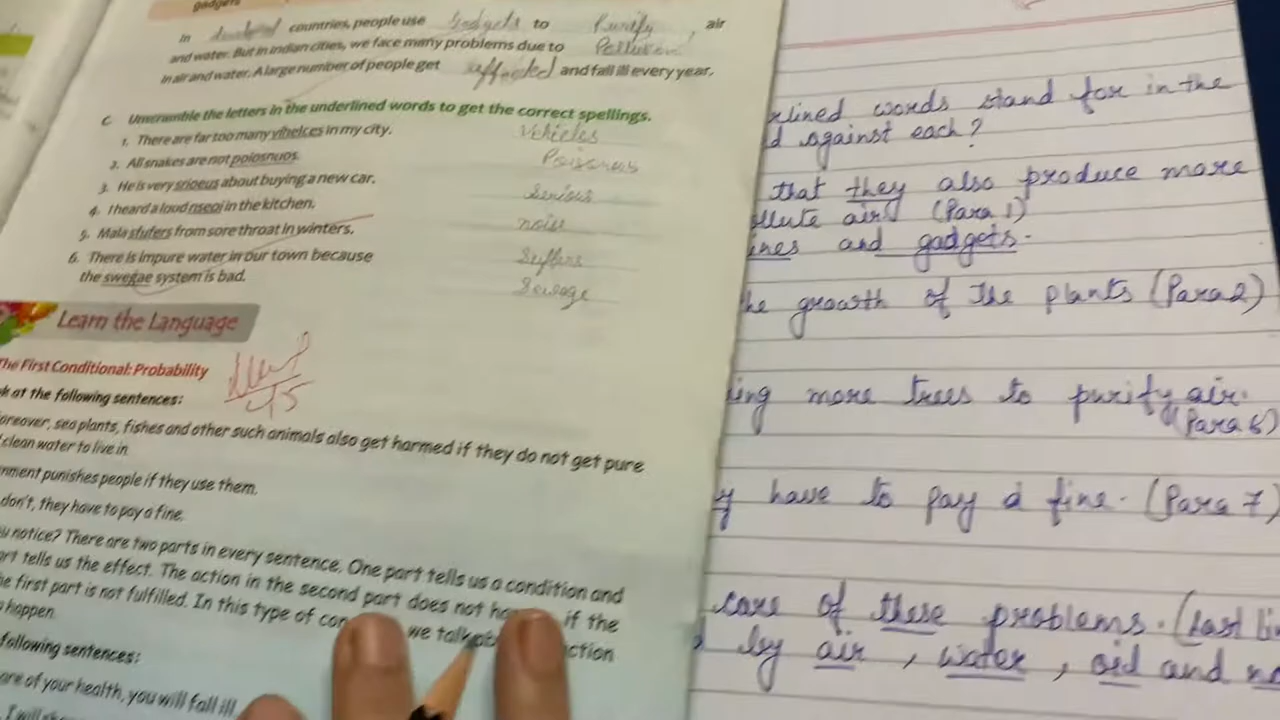 gadgets
In countries, people use Gadgets to Purify, air
and water. But in Indian cities, we face many problems due to Pollution
in air and water. A large number of people get affected and fall ill every year.
C. Unscramble the letters in the underlined words to get the correct spellings.
1. There are far too many vihelces in my city. Vehicles
2. All snakes are not poiosnuos.
3. He is very srioeus about buying a new car. Serious
4. I heard a loud nseoi in the kitchen. noise
5. Mala sfufers from sore throat in winters. Suffers
6. There is impure water in our town because
the swegae system is bad. Sewage
Learn the Language
The First Conditional: Probability
at the following sentences:
sea plants, fishes and other such animals also get harmed if they do not get pure
clean water to live in
punishes people if they use them.
don't, they have to pay a fine.
notice? There are two parts in every sentence. One part tells us a condition and
tells us the effect. The action in the second part does not if the
first part is not fulfilled. In this type of we talk
happen.
following sentences:
of your health, you will fall ill
I will
words stand for in the
against each?
that they also produce more
air (Para 1)
and gadgets.
growth of the plants (Para 2)
more trees to purify air.
(Para 6)
have to pay a fine. (Para 7)
care of these problems. (Last
by air, water, and